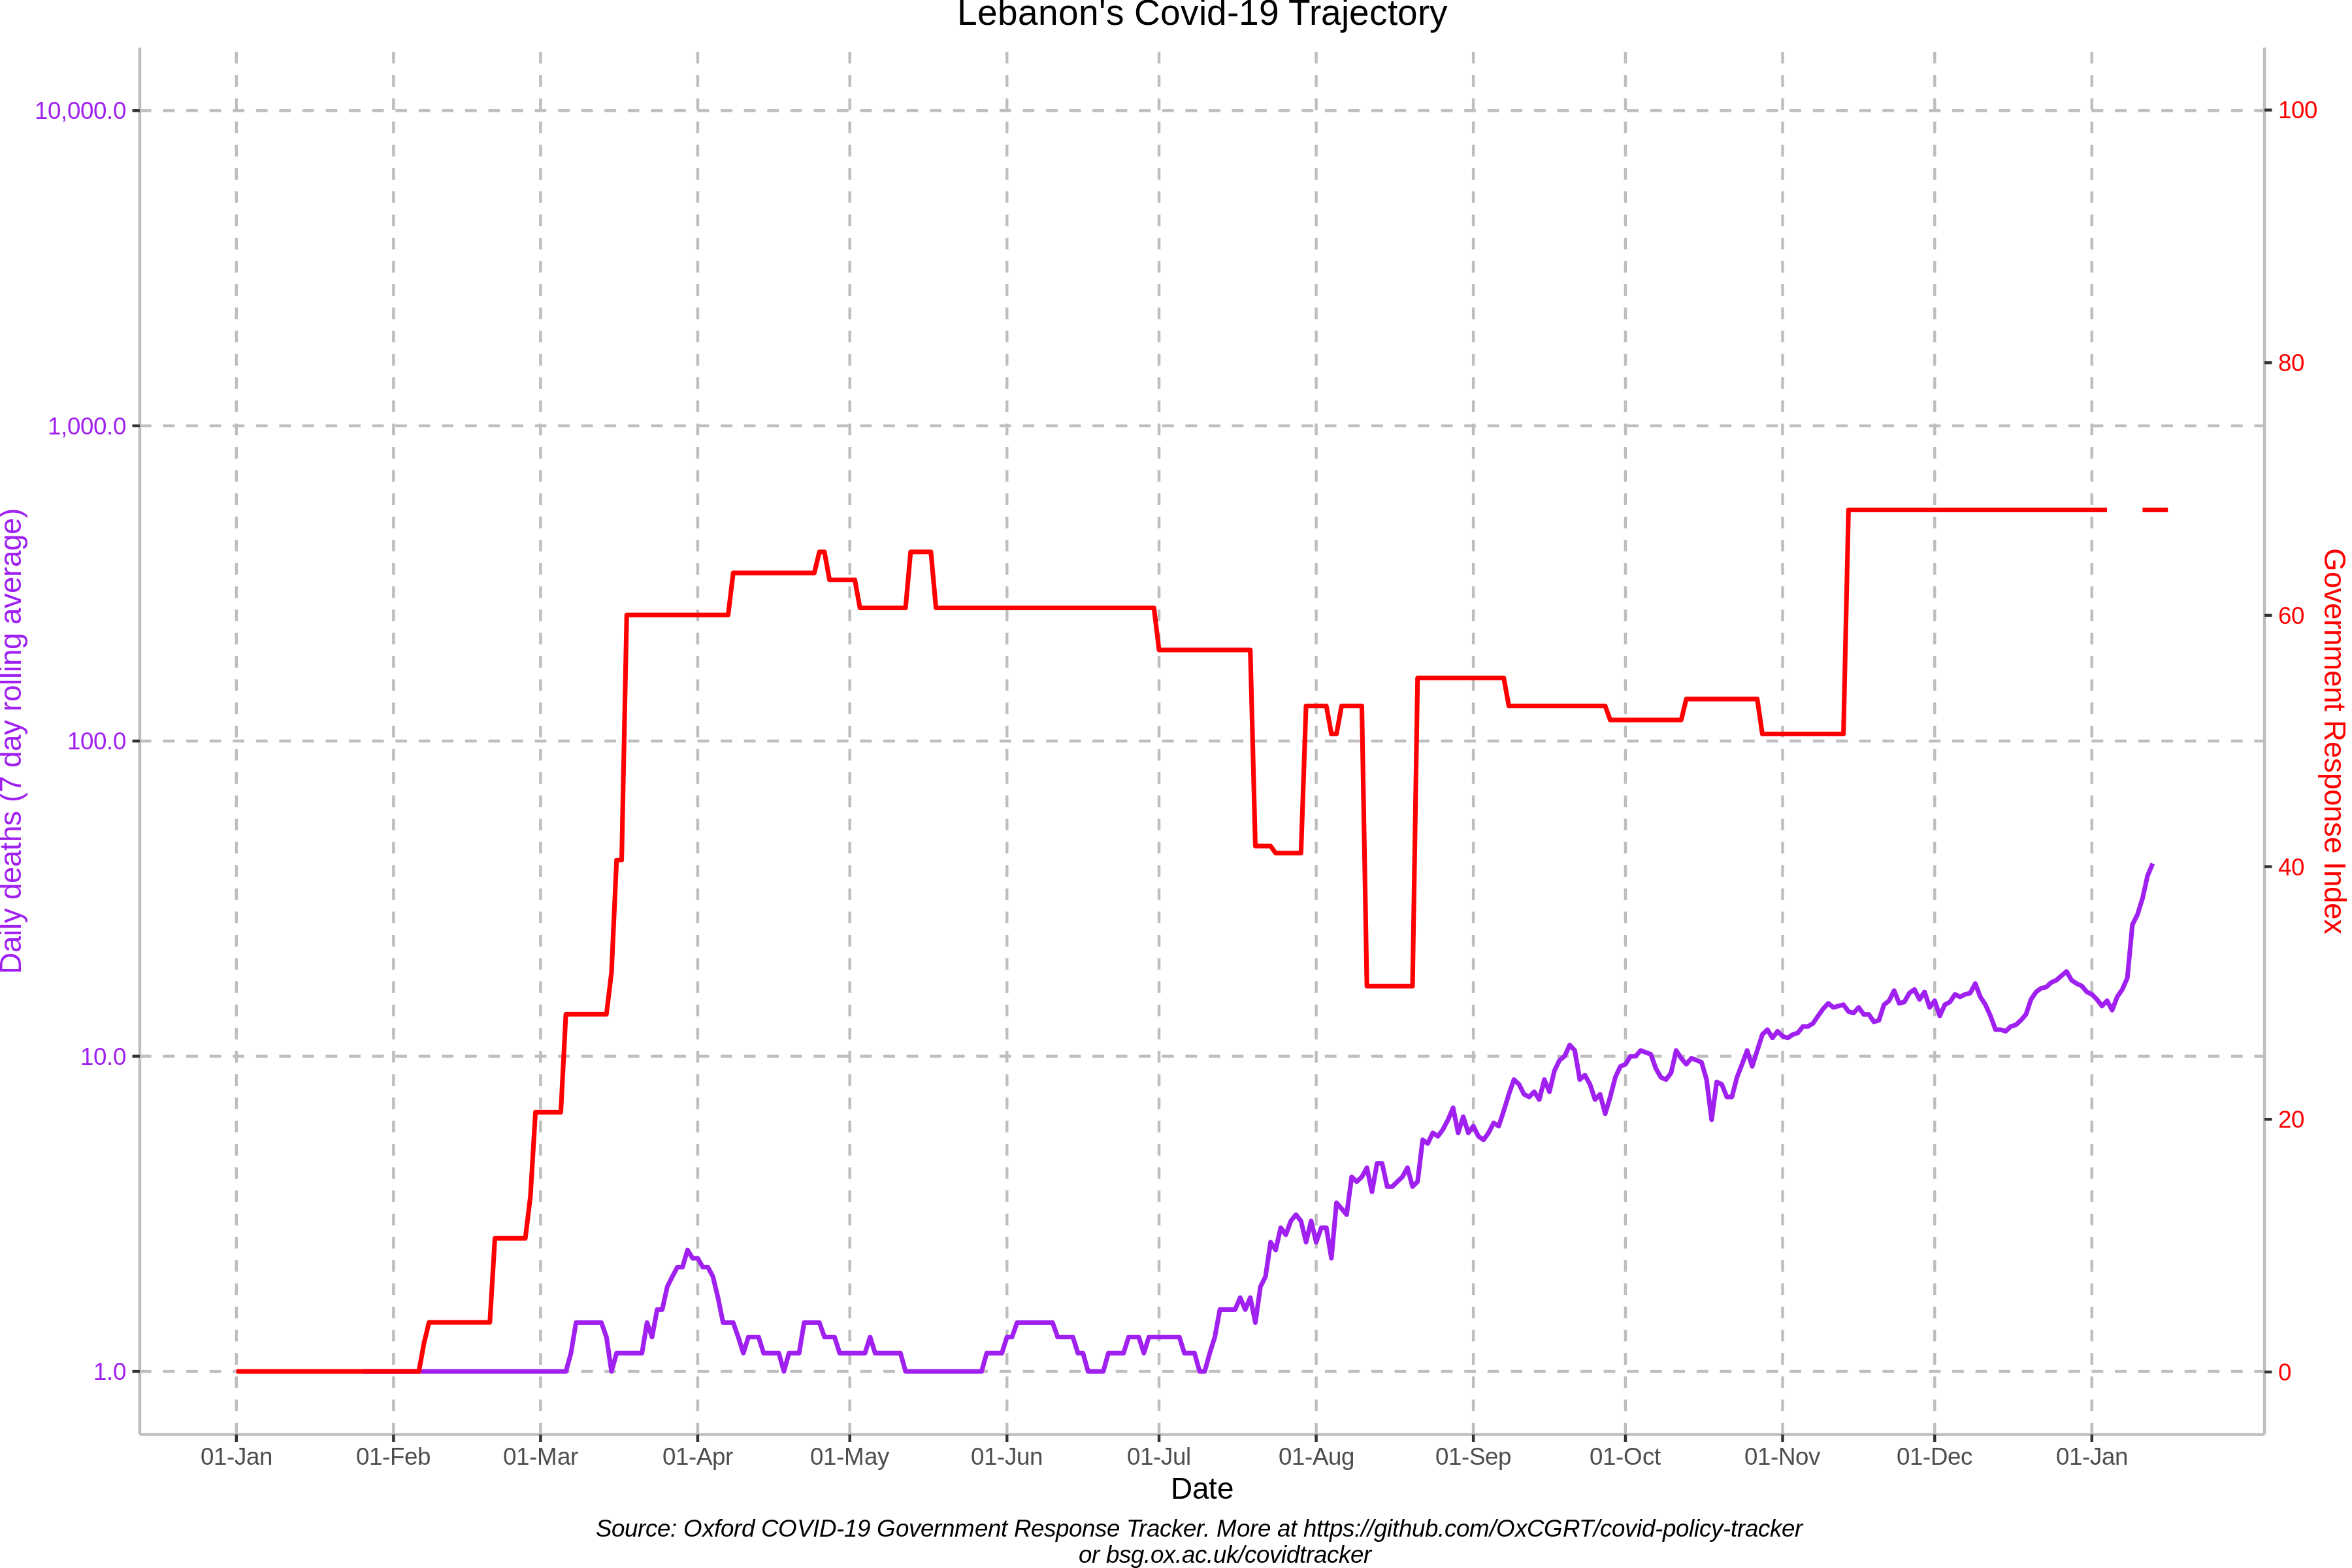 Lebanon's Covid-19 Trajectory
Daily deaths (7 day rolling average)
10,000.0
1,000.0
100.0
10.0
1.0
100
80
60
40
20
0
Government Response Index
01-Jan 01-Feb 01-Mar 01-Apr 01-May 01-Jun 01-Jul 01-Aug 01-Sep 01-Oct 01-Nov 01-Dec 01-Jan
Date
Source: Oxford COVID-19 Government Response Tracker. More at https://github.com/OxCGRT/covid-policy-tracker
or bsg.ox.ac.uk/covidtracker